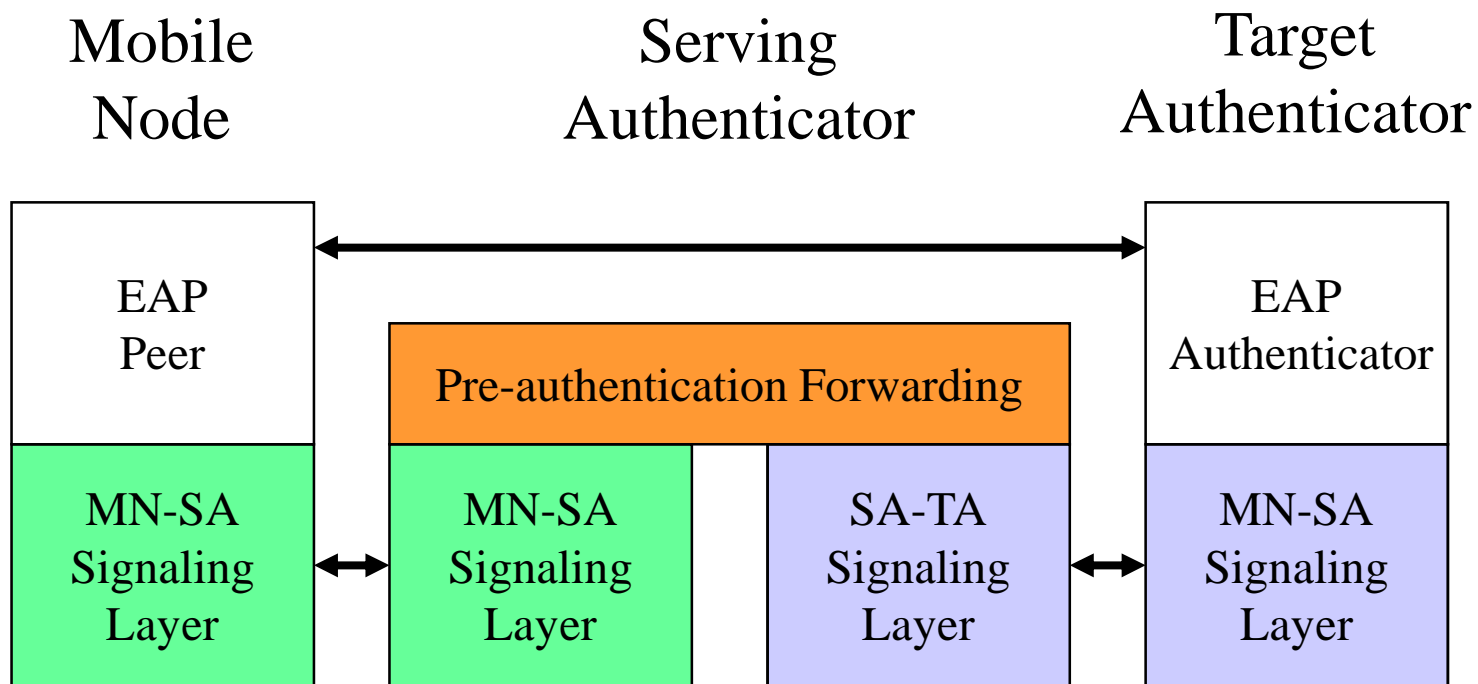 Mobile
Node
Serving
Authenticator
Target
Authenticator
EAP
Peer
EAP
Authenticator
Pre-authentication Forwarding
MN-SA
Signaling
Layer
MN-SA
Signaling
Layer
SA-TA
Signaling
Layer
MN-SA
Signaling
Layer